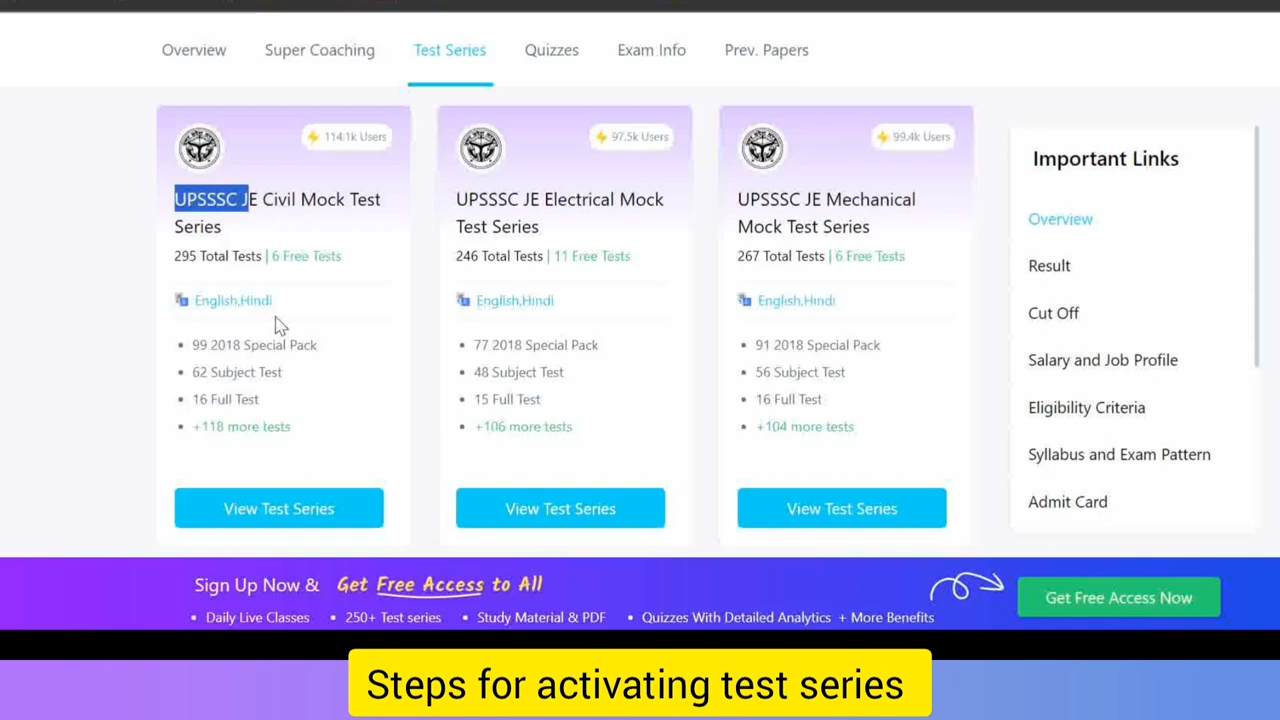 Overview
Super Coaching
Test Series
Quizzes
Exam Info
Prev. Papers
114.1k Users
UPSSSC JE Civil Mock Test
Series
295 Total Tests | 6 Free Tests
English,Hindi
99 2018 Special Pack
62 Subject Test
16 Full Test
+118 more tests
View Test Series
97.5k Users
UPSSSC JE Electrical Mock
Test Series
246 Total Tests | 11 Free Tests
English,Hindi
77 2018 Special Pack
48 Subject Test
15 Full Test
+106 more tests
View Test Series
99.4k Users
UPSSSC JE Mechanical
Mock Test Series
267 Total Tests | 6 Free Tests
English,Hindi
91 2018 Special Pack
56 Subject Test
16 Full Test
+104 more tests
View Test Series
Important Links
Overview
Result
Cut Off
Salary and Job Profile
Eligibility Criteria
Syllabus and Exam Pattern
Admit Card
Sign Up Now & Get Free Access to All
• Daily Live Classes • 250+ Test series • Study Material & PDF • Quizzes With Detailed Analytics + More Benefits
Get Free Access Now
Steps for activating test series